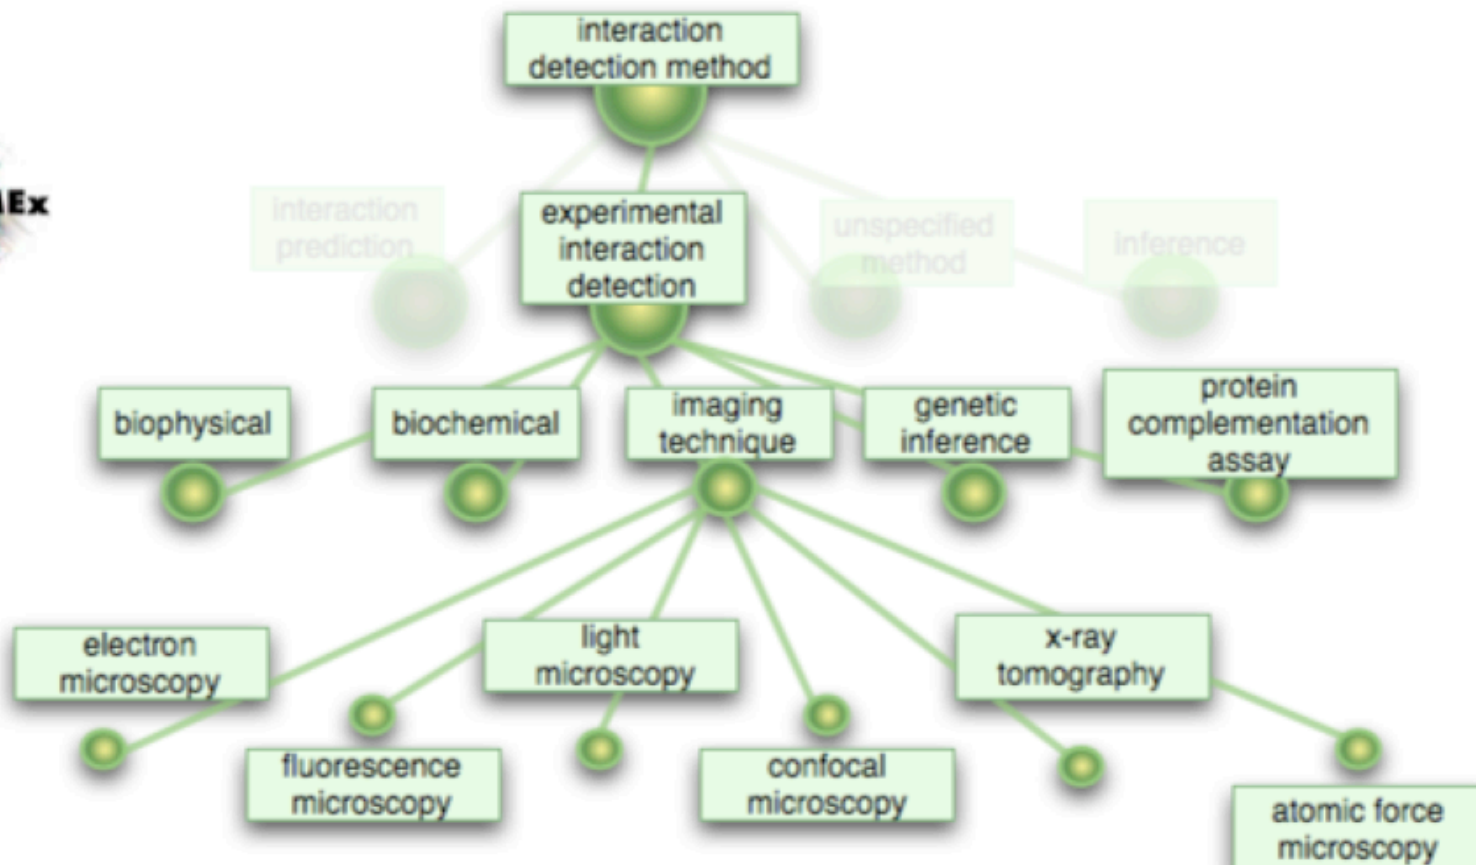 interaction
detection method
interaction
prediction
experimental
interaction
detection
unspecified
method
inference
biophysical
biochemical
imaging
technique
genetic
inference
protein
complementation
assay
electron
microscopy
light
microscopy
x-ray
tomography
fluorescence
microscopy
confocal
microscopy
atomic force
microscopy